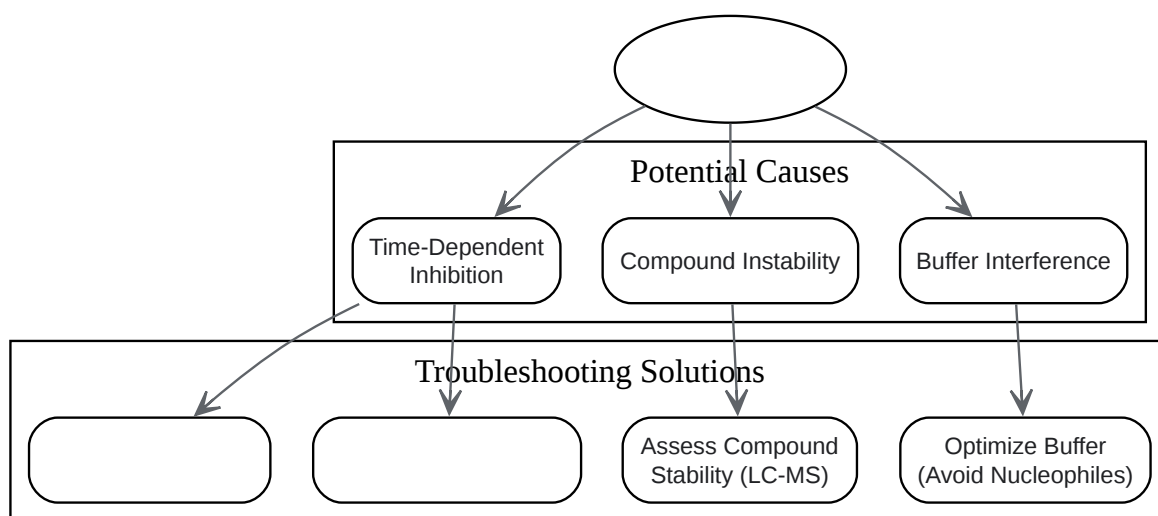 Potential Causes
Time-Dependent
Inhibition
Compound Instability
Buffer Interference
Troubleshooting Solutions
Assess Compound
Stability (LC-MS)
Optimize Buffer
(Avoid Nucleophiles)